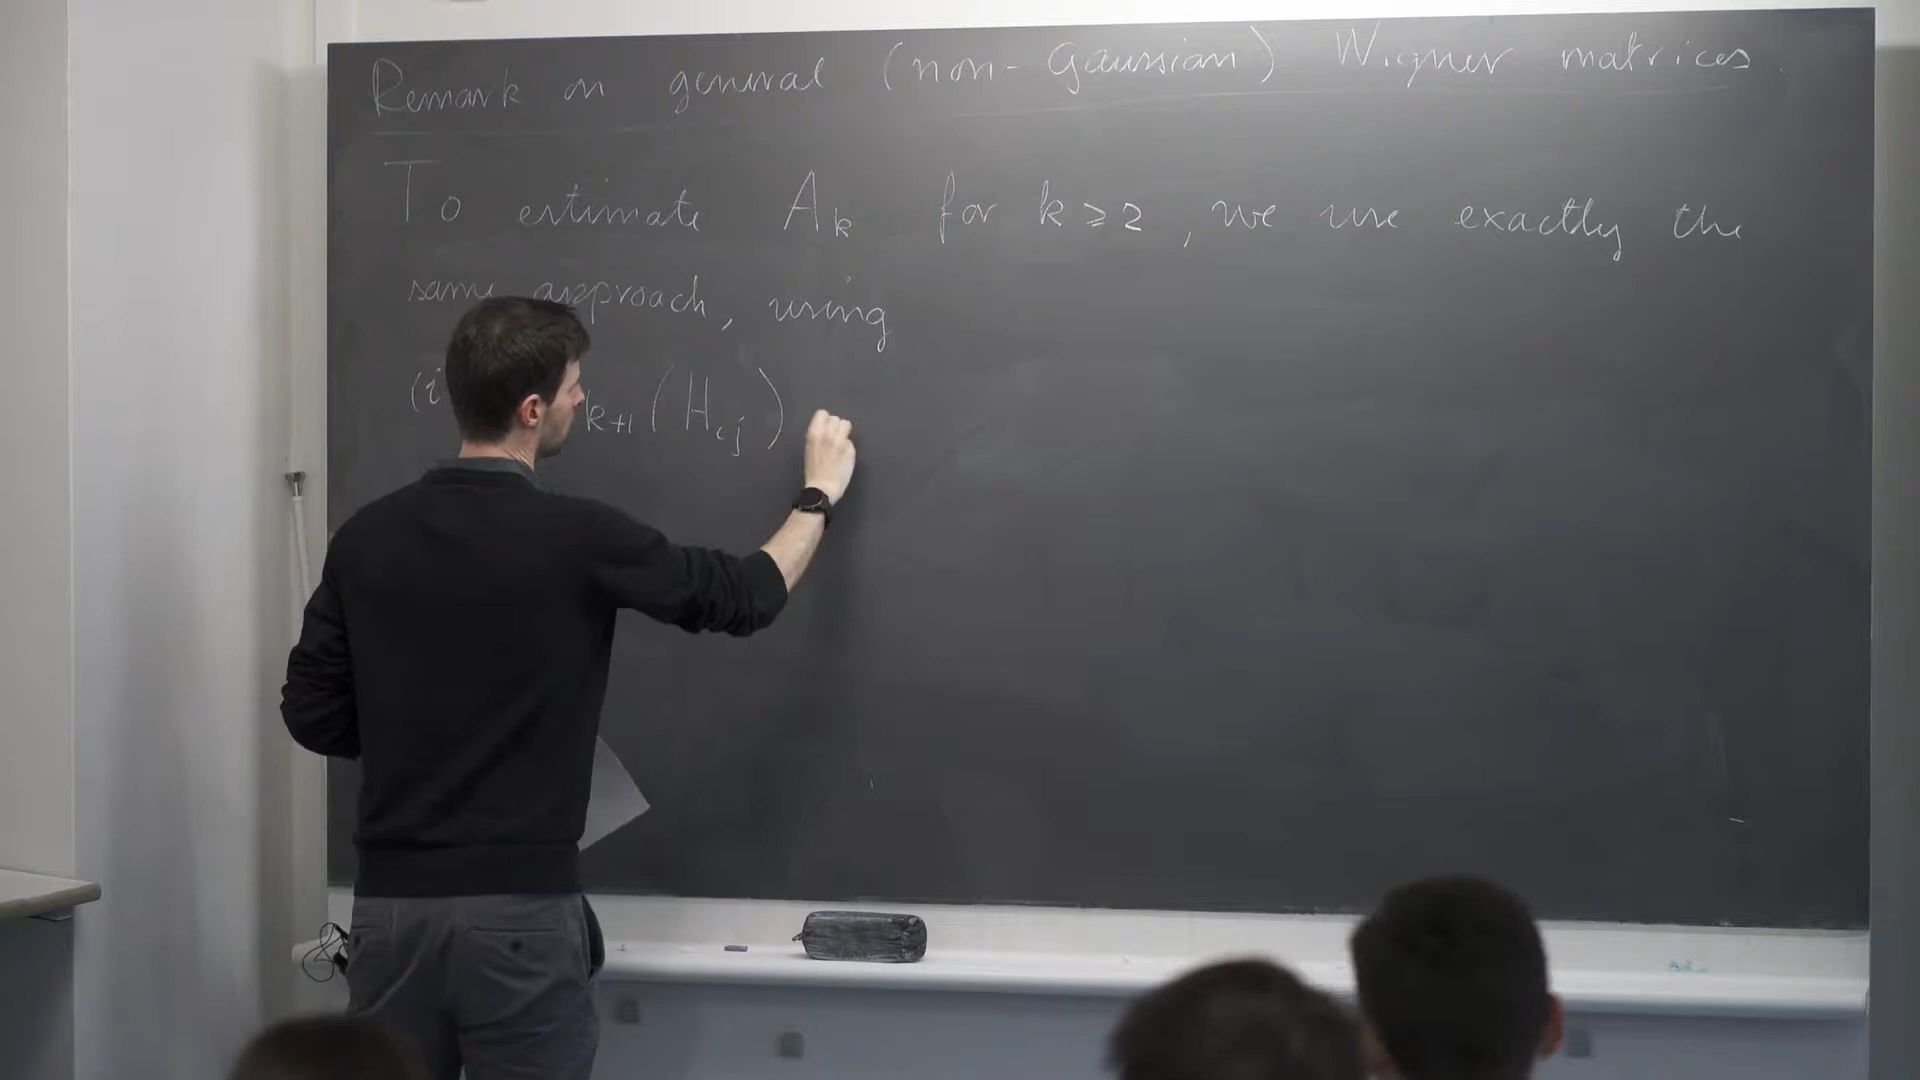 Remark on general (non-Gaussian) Wigner matrices.
To estimate A_k for k ≥ 2, we use exactly the
same approach, using
(i k+1 (H_ij)